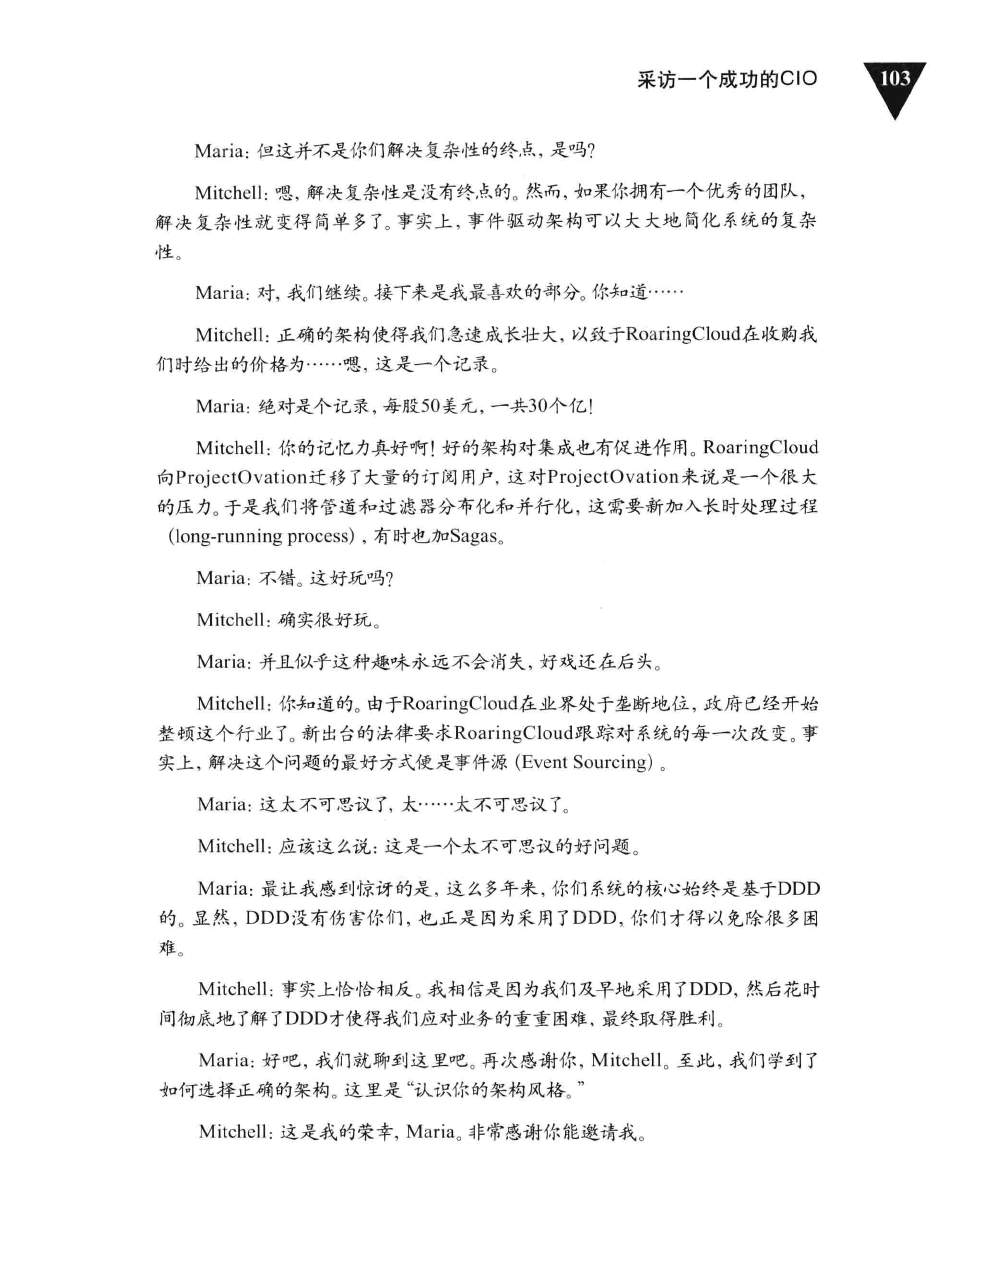 采访一个成功的CIO
103
Maria：但这并不是你们解决复杂性的终点，是吗？
Mitchell：嗯，解决复杂性是没有终点的。然而，如果你拥有一个优秀的团队，
解决复杂性就变得简单多了。事实上，事件驱动架构可以大大地简化系统的复杂
性。
Maria：对，我们继续。接下来是我最喜欢的部分。你知道……
Mitchell：正确的架构使得我们急速成长壮大，以致于RoaringCloud在收购我
们时给出的价格为……嗯，这是一个记录。
Maria：绝对是个记录，每股50美元，一共30个亿！
Mitchell：你的记忆力真好啊！好的架构对集成也有促进作用。RoaringCloud
向ProjectOvation迁移了大量的订阅用户，这对ProjectOvation来说是一个很大
的压力。于是我们将管道和过滤器分布化和并行化，这需要新加入长时处理过程
（long-running process），有时也加Sagas。
Maria：不错。这好玩吗？
Mitchell：确实很好玩。
Maria：并且似乎这种趣味永远不会消失，好戏还在后头。
Mitchell：你知道的。由于RoaringCloud在业界处于垄断地位，政府已经开始
整顿这个行业了。新出台的法律要求RoaringCloud跟踪对系统的每一次改变。事
实上，解决这个问题的最好方式便是事件源（Event Sourcing）。
Maria：这太不可思议了，太……太不可思议了。
Mitchell：应该这么说：这是一个太不可思议的好问题。
Maria：最让我感到惊讶的是，这么多年来，你们系统的核心始终是基于DDD
的。显然，DDD没有伤害你们，也正是因为采用了DDD，你们才得以免除很多困
难。
Mitchell：事实上恰恰相反。我相信是因为我们及早地采用了DDD，然后花时
间彻底地了解了DDD才使得我们应对业务的重重困难，最终取得胜利。
Maria：好吧，我们就聊到这里吧。再次感谢你，Mitchell。至此，我们学到了
如何选择正确的架构。这里是“认识你的架构风格。”
Mitchell：这是我的荣幸，Maria。非常感谢你能邀请我。